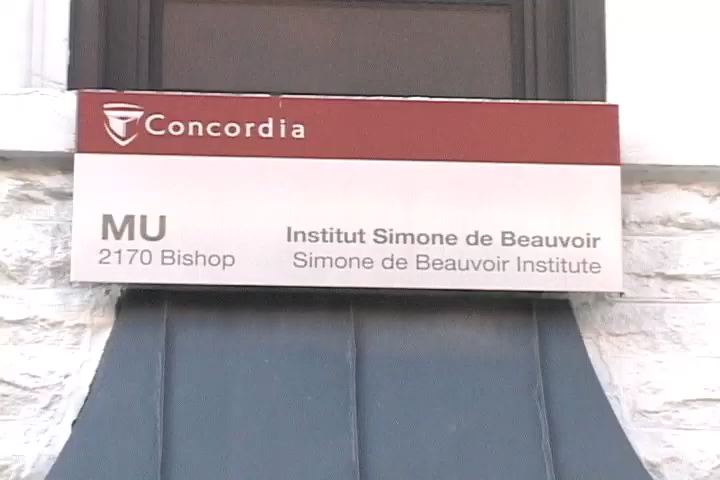 Concordia
MU
2170 Bishop
Institut Simone de Beauvoir
Simone de Beauvoir Institute